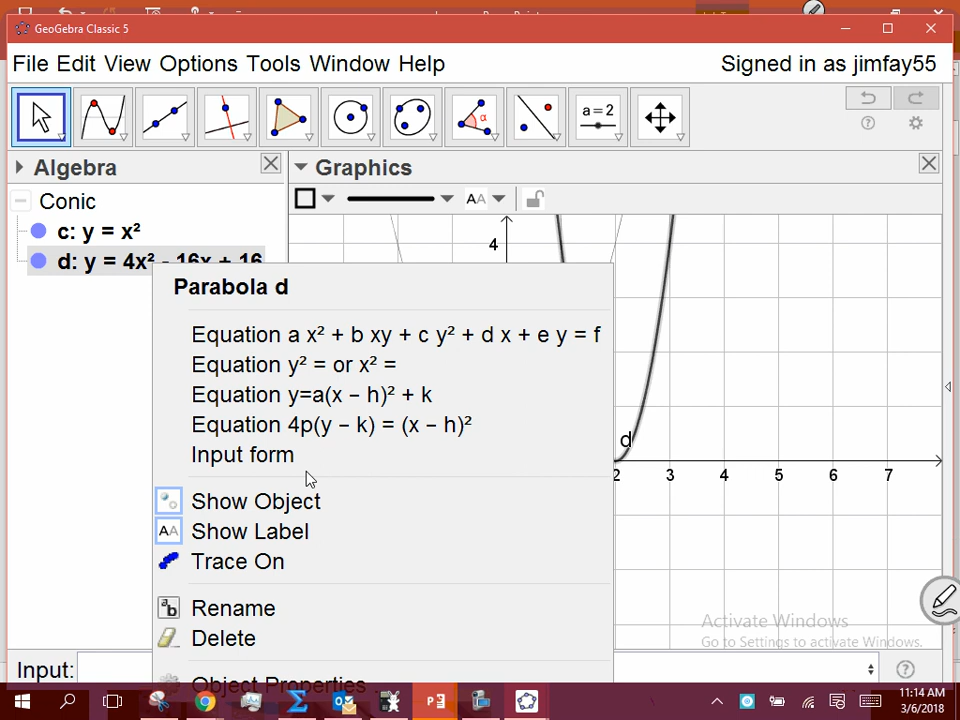 GeoGebra Classic 5
File Edit View Options Tools Window Help
Signed in as jimfay55
α
a = 2
Algebra
Graphics
AA
Conic
c: y = x²
d: y = 4x² - 16x + 16
4
Parabola d
Equation a x² + b xy + c y² + d x + e y = f
Equation y² = or x² =
Equation y=a(x − h)² + k
Equation 4p(y − k) = (x − h)²
Input form
d
2 3 4 5 6 7
Show Object
AA Show Label
Trace On
ab Rename
Delete
Object Properties ...
Activate Windows
Go to Settings to activate Windows.
Input:
11:14 AM
3/6/2018